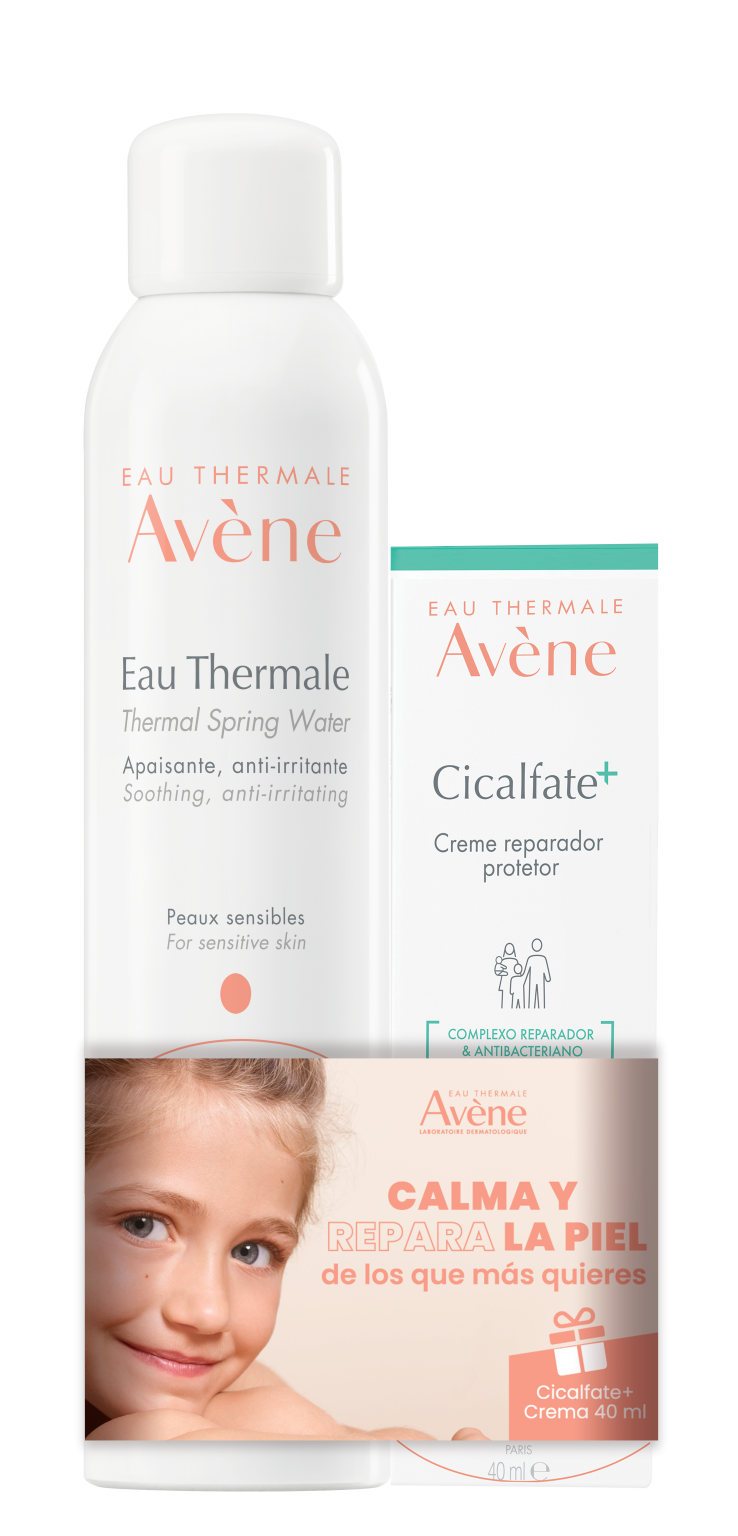 EAU THERMALE
Avène
Eau Thermale
Thermal Spring Water
Apaisante, anti-irritante
Soothing, anti-irritating
Peaux sensibles
For sensitive skin
EAU THERMALE
Avène
Cicalfate+
Creme reparador
protetor
COMPLEXO REPARADOR
& ANTIBACTERIANO
EAU THERMALE
Avène
LABORATOIRE DERMATOLOGIQUE
CALMA Y
REPARA LA PIEL
de los que más quieres
Cicalfate+
Crema 40 ml
PARIS
40 ml ℮